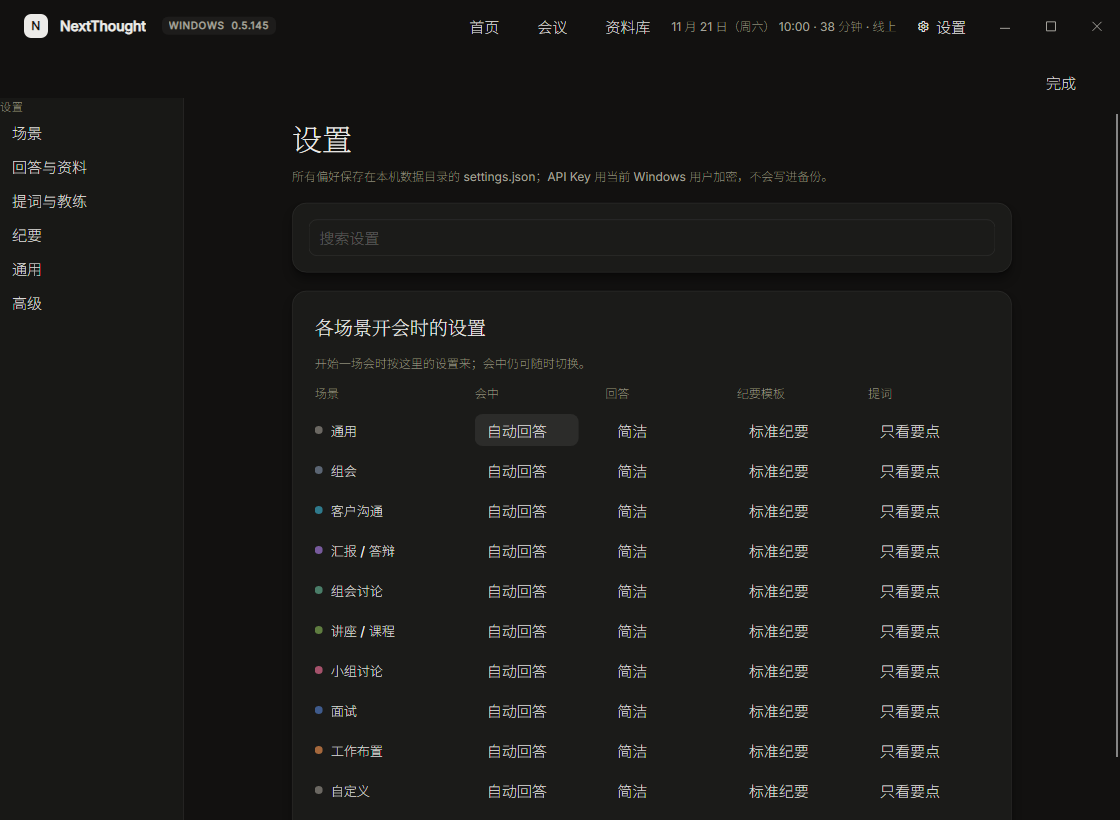 N NextThought WINDOWS 0.5.145 首页 会议 资料库 11 月 21 日（周六） 10:00 · 38 分钟 · 线上 设置
完成
设置
场景
回答与资料
提词与教练
纪要
通用
高级
设置
所有偏好保存在本机数据目录的 settings.json；API Key 用当前 Windows 用户加密，不会写进备份。
搜索设置
各场景开会时的设置
开始一场会时按这里的设置来；会中仍可随时切换。
场景 会中 回答 纪要模板 提词
通用 自动回答 简洁 标准纪要 只看要点
组会 自动回答 简洁 标准纪要 只看要点
客户沟通 自动回答 简洁 标准纪要 只看要点
汇报 / 答辩 自动回答 简洁 标准纪要 只看要点
组会讨论 自动回答 简洁 标准纪要 只看要点
讲座 / 课程 自动回答 简洁 标准纪要 只看要点
小组讨论 自动回答 简洁 标准纪要 只看要点
面试 自动回答 简洁 标准纪要 只看要点
工作布置 自动回答 简洁 标准纪要 只看要点
自定义 自动回答 简洁 标准纪要 只看要点